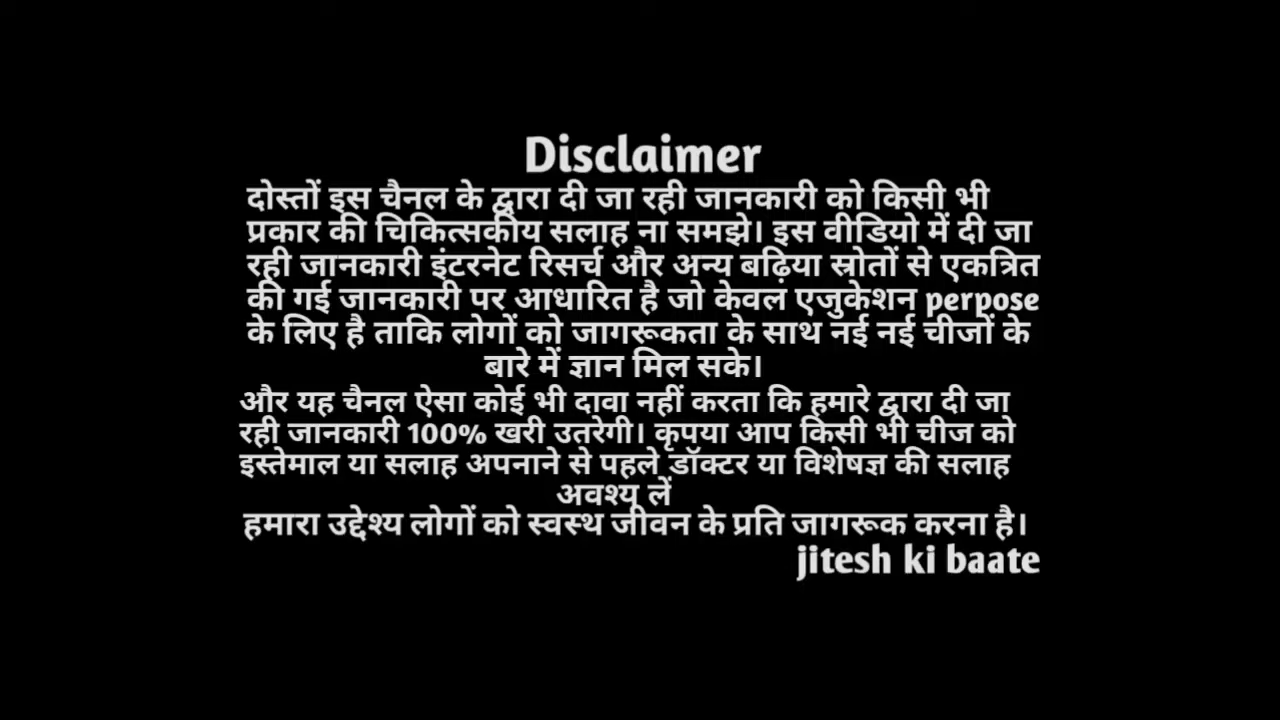 Disclaimer
दोस्तों इस चैनल के द्वारा दी जा रही जानकारी को किसी भी
प्रकार की चिकित्सकीय सलाह ना समझे। इस वीडियो में दी जा
रही जानकारी इंटरनेट रिसर्च और अन्य बढ़िया स्रोतों से एकत्रित
की गई जानकारी पर आधारित है जो केवल एजुकेशन perpose
के लिए है ताकि लोगों को जागरूकता के साथ नई नई चीजों के
बारे में ज्ञान मिल सके।
और यह चैनल ऐसा कोई भी दावा नहीं करता कि हमारे द्वारा दी जा
रही जानकारी 100% खरी उतरेगी। कृपया आप किसी भी चीज को
इस्तेमाल या सलाह अपनाने से पहले डॉक्टर या विशेषज्ञ की सलाह
अवश्य लें
हमारा उद्देश्य लोगों को स्वस्थ जीवन के प्रति जागरूक करना है।
jitesh ki baate